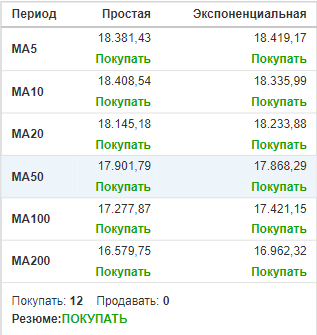 Период Простая Экспоненциальная
MA5 18.381,43 18.419,17
Покупать Покупать
MA10 18.408,54 18.335,99
Покупать Покупать
MA20 18.145,18 18.233,88
Покупать Покупать
MA50 17.901,79 17.868,29
Покупать Покупать
MA100 17.277,87 17.421,15
Покупать Покупать
MA200 16.579,75 16.962,32
Покупать Покупать
Покупать: 12 Продавать: 0
Резюме:ПОКУПАТЬ